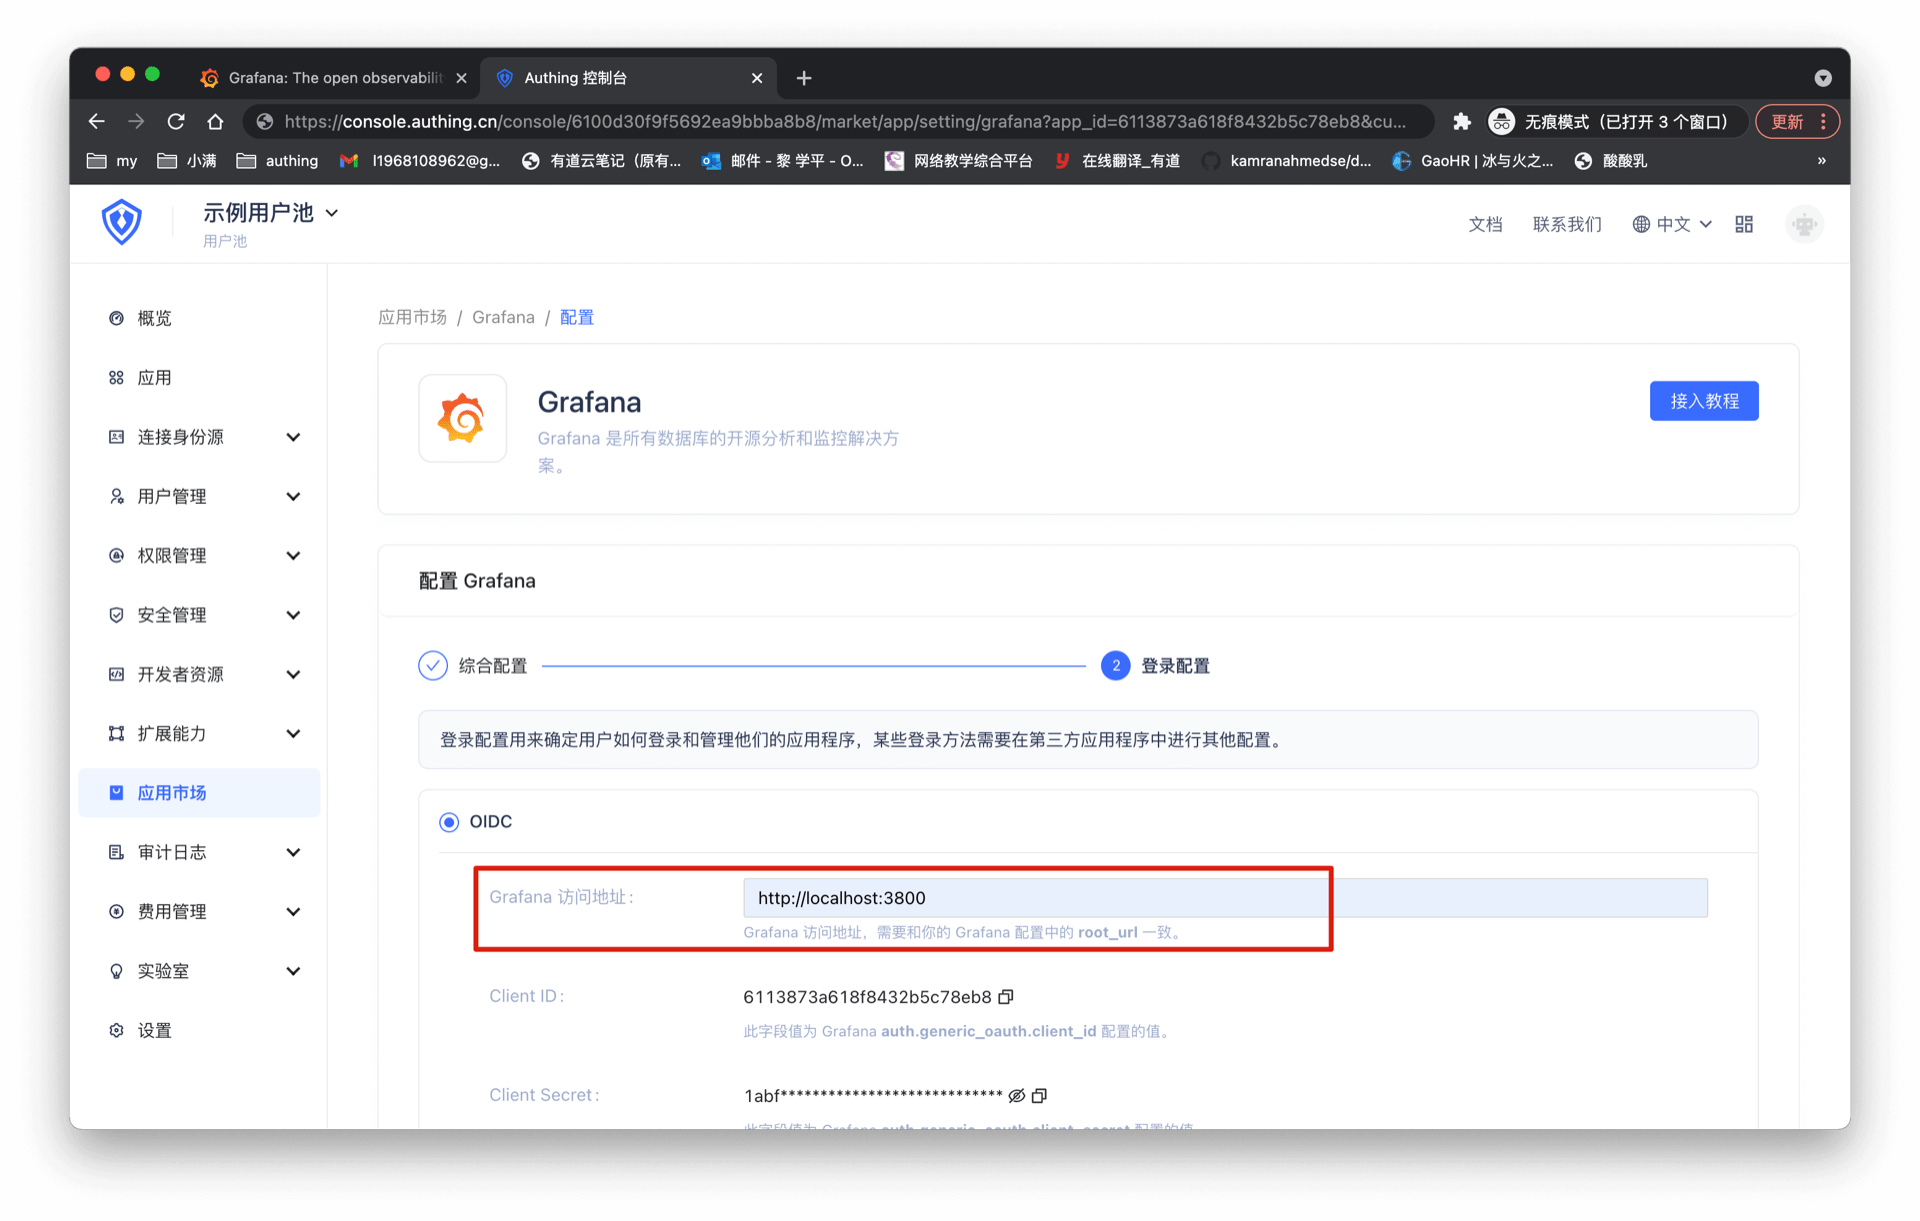 Grafana: The open observabilit
Authing 控制台
https://console.authing.cn/console/6100d30f9f5692ea9bbba8b8/market/app/setting/grafana?app_id=6113873a618f8432b5c78eb8&cu...
无痕模式（已打开 3 个窗口）
更新
my
小满
authing
l1968108962@g...
有道云笔记（原有...
邮件 - 黎 学平 - O...
网络教学综合平台
在线翻译_有道
kamranahmedse/d...
GaoHR | 冰与火之...
酸酸乳
»
示例用户池
用户池
文档
联系我们
中文
概览
应用
连接身份源
用户管理
权限管理
安全管理
开发者资源
扩展能力
应用市场
审计日志
费用管理
实验室
设置
应用市场 / Grafana / 配置
Grafana
Grafana 是所有数据库的开源分析和监控解决方
案。
接入教程
配置 Grafana
综合配置
2 登录配置
登录配置用来确定用户如何登录和管理他们的应用程序，某些登录方法需要在第三方应用程序中进行其他配置。
OIDC
Grafana 访问地址：
http://localhost:3800
Grafana 访问地址，需要和你的 Grafana 配置中的 root_url 一致。
Client ID：
6113873a618f8432b5c78eb8
此字段值为 Grafana auth.generic_oauth.client_id 配置的值。
Client Secret：
1abf****************************
此字段值为 Grafana auth.generic_oauth.client_secret 配置的值